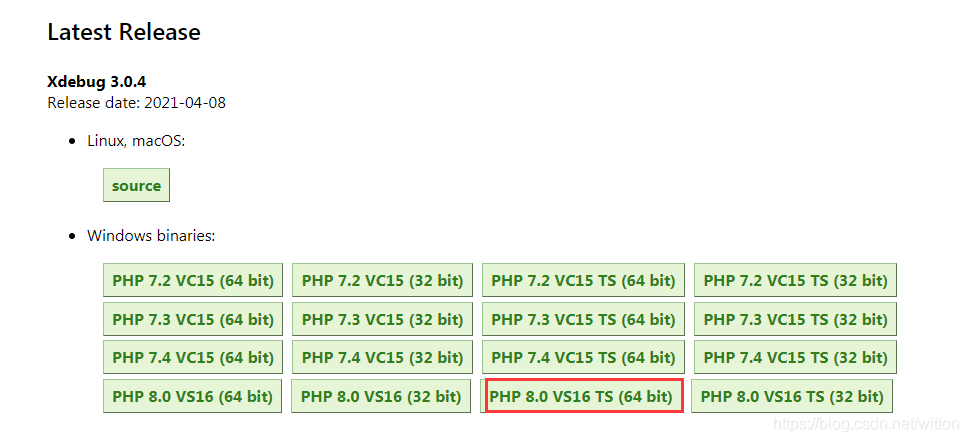 Latest Release
Xdebug 3.0.4
Release date: 2021-04-08
Linux, macOS:
source
Windows binaries:
PHP 7.2 VC15 (64 bit) PHP 7.2 VC15 (32 bit) PHP 7.2 VC15 TS (64 bit) PHP 7.2 VC15 TS (32 bit)
PHP 7.3 VC15 (64 bit) PHP 7.3 VC15 (32 bit) PHP 7.3 VC15 TS (64 bit) PHP 7.3 VC15 TS (32 bit)
PHP 7.4 VC15 (64 bit) PHP 7.4 VC15 (32 bit) PHP 7.4 VC15 TS (64 bit) PHP 7.4 VC15 TS (32 bit)
PHP 8.0 VS16 (64 bit) PHP 8.0 VS16 (32 bit) PHP 8.0 VS16 TS (64 bit) PHP 8.0 VS16 TS (32 bit)
https://blog.csdn.net/witton